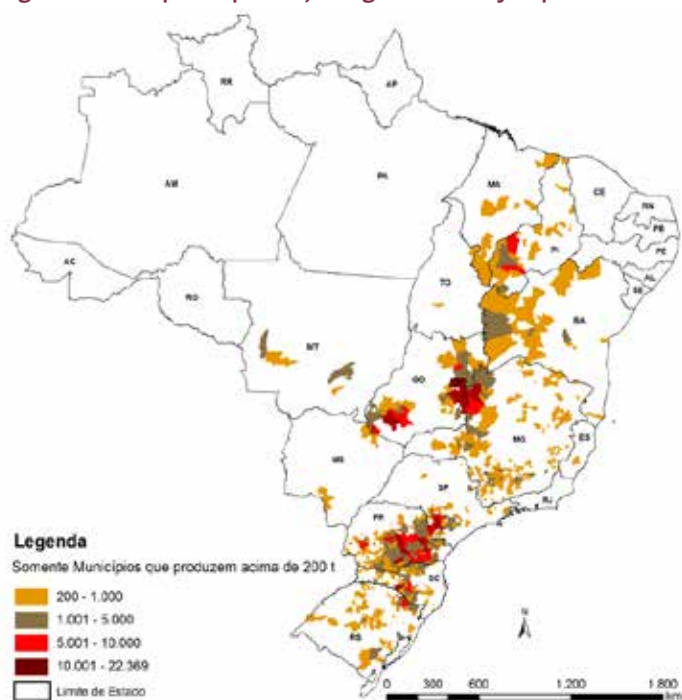 RR
AP
AM
PA
MA
CE
RN
PB
PE
PI
AL
SE
AC
TO
RO
BA
MT
GO
MG
ES
MS
SP
RJ
PR
Legenda
SC
Somente Municípios que produzem acima de 200 t
200 - 1.000
1.001 - 5.000
RS
5.001 - 10.000
N
10.001 - 22.369
Limite de Estado
0 300 600 1.200 1.800
km